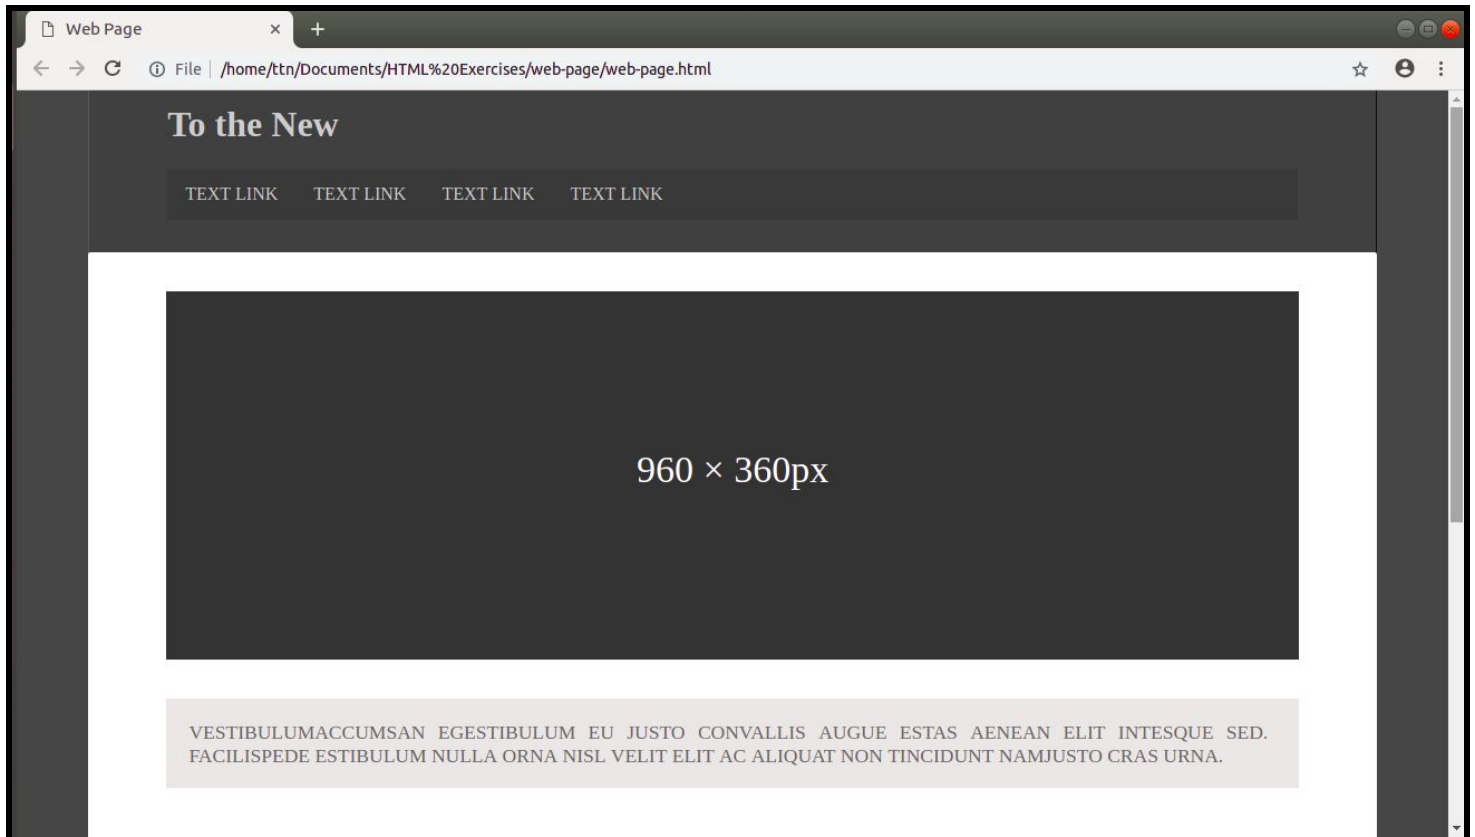 Web Page
File /home/ttn/Documents/HTML%20Exercises/web-page/web-page.html
To the New
TEXT LINK TEXT LINK TEXT LINK TEXT LINK
960 × 360px
VESTIBULUMACCUMSAN EGESTIBULUM EU JUSTO CONVALLIS AUGUE ESTAS AENEAN ELIT INTESQUE SED.
FACILISPEDE ESTIBULUM NULLA ORNA NISL VELIT ELIT AC ALIQUAT NON TINCIDUNT NAMJUSTO CRAS URNA.